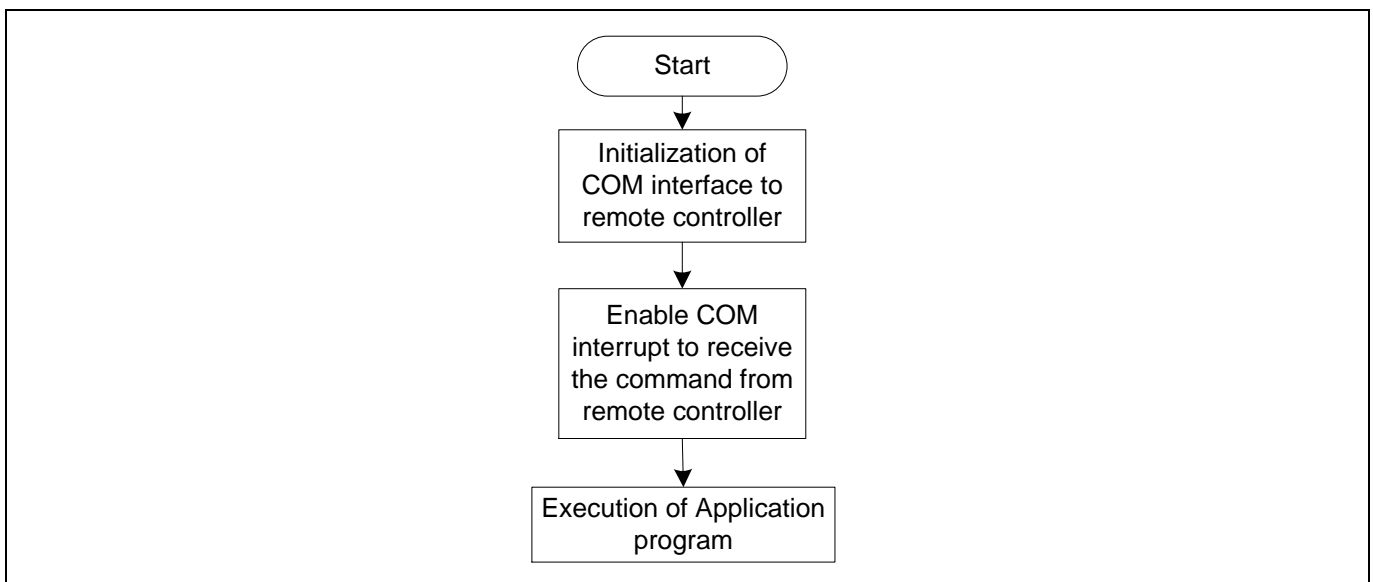 Start
Initialization of
COM interface to
remote controller
Enable COM
interrupt to receive
the command from
remote controller
Execution of Application
program